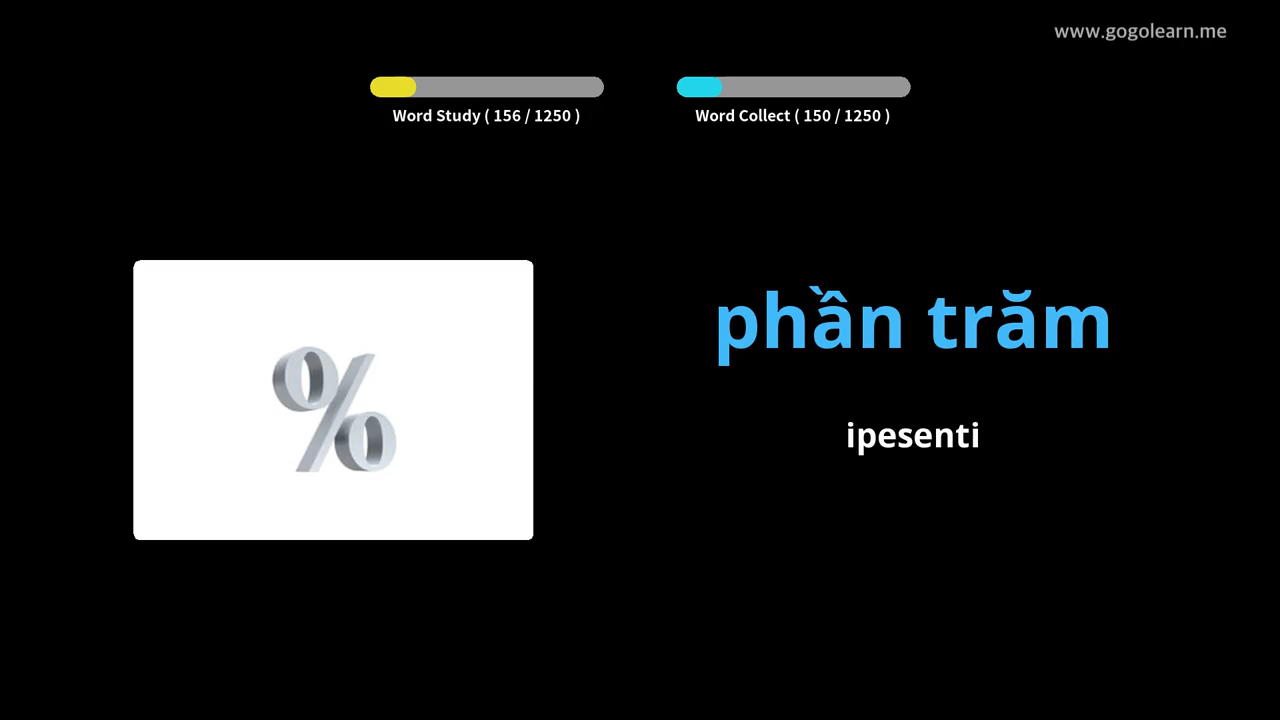 www.gogolearn.me
Word Study ( 156 / 1250 )
Word Collect ( 150 / 1250 )
%
phần trăm
ipesenti